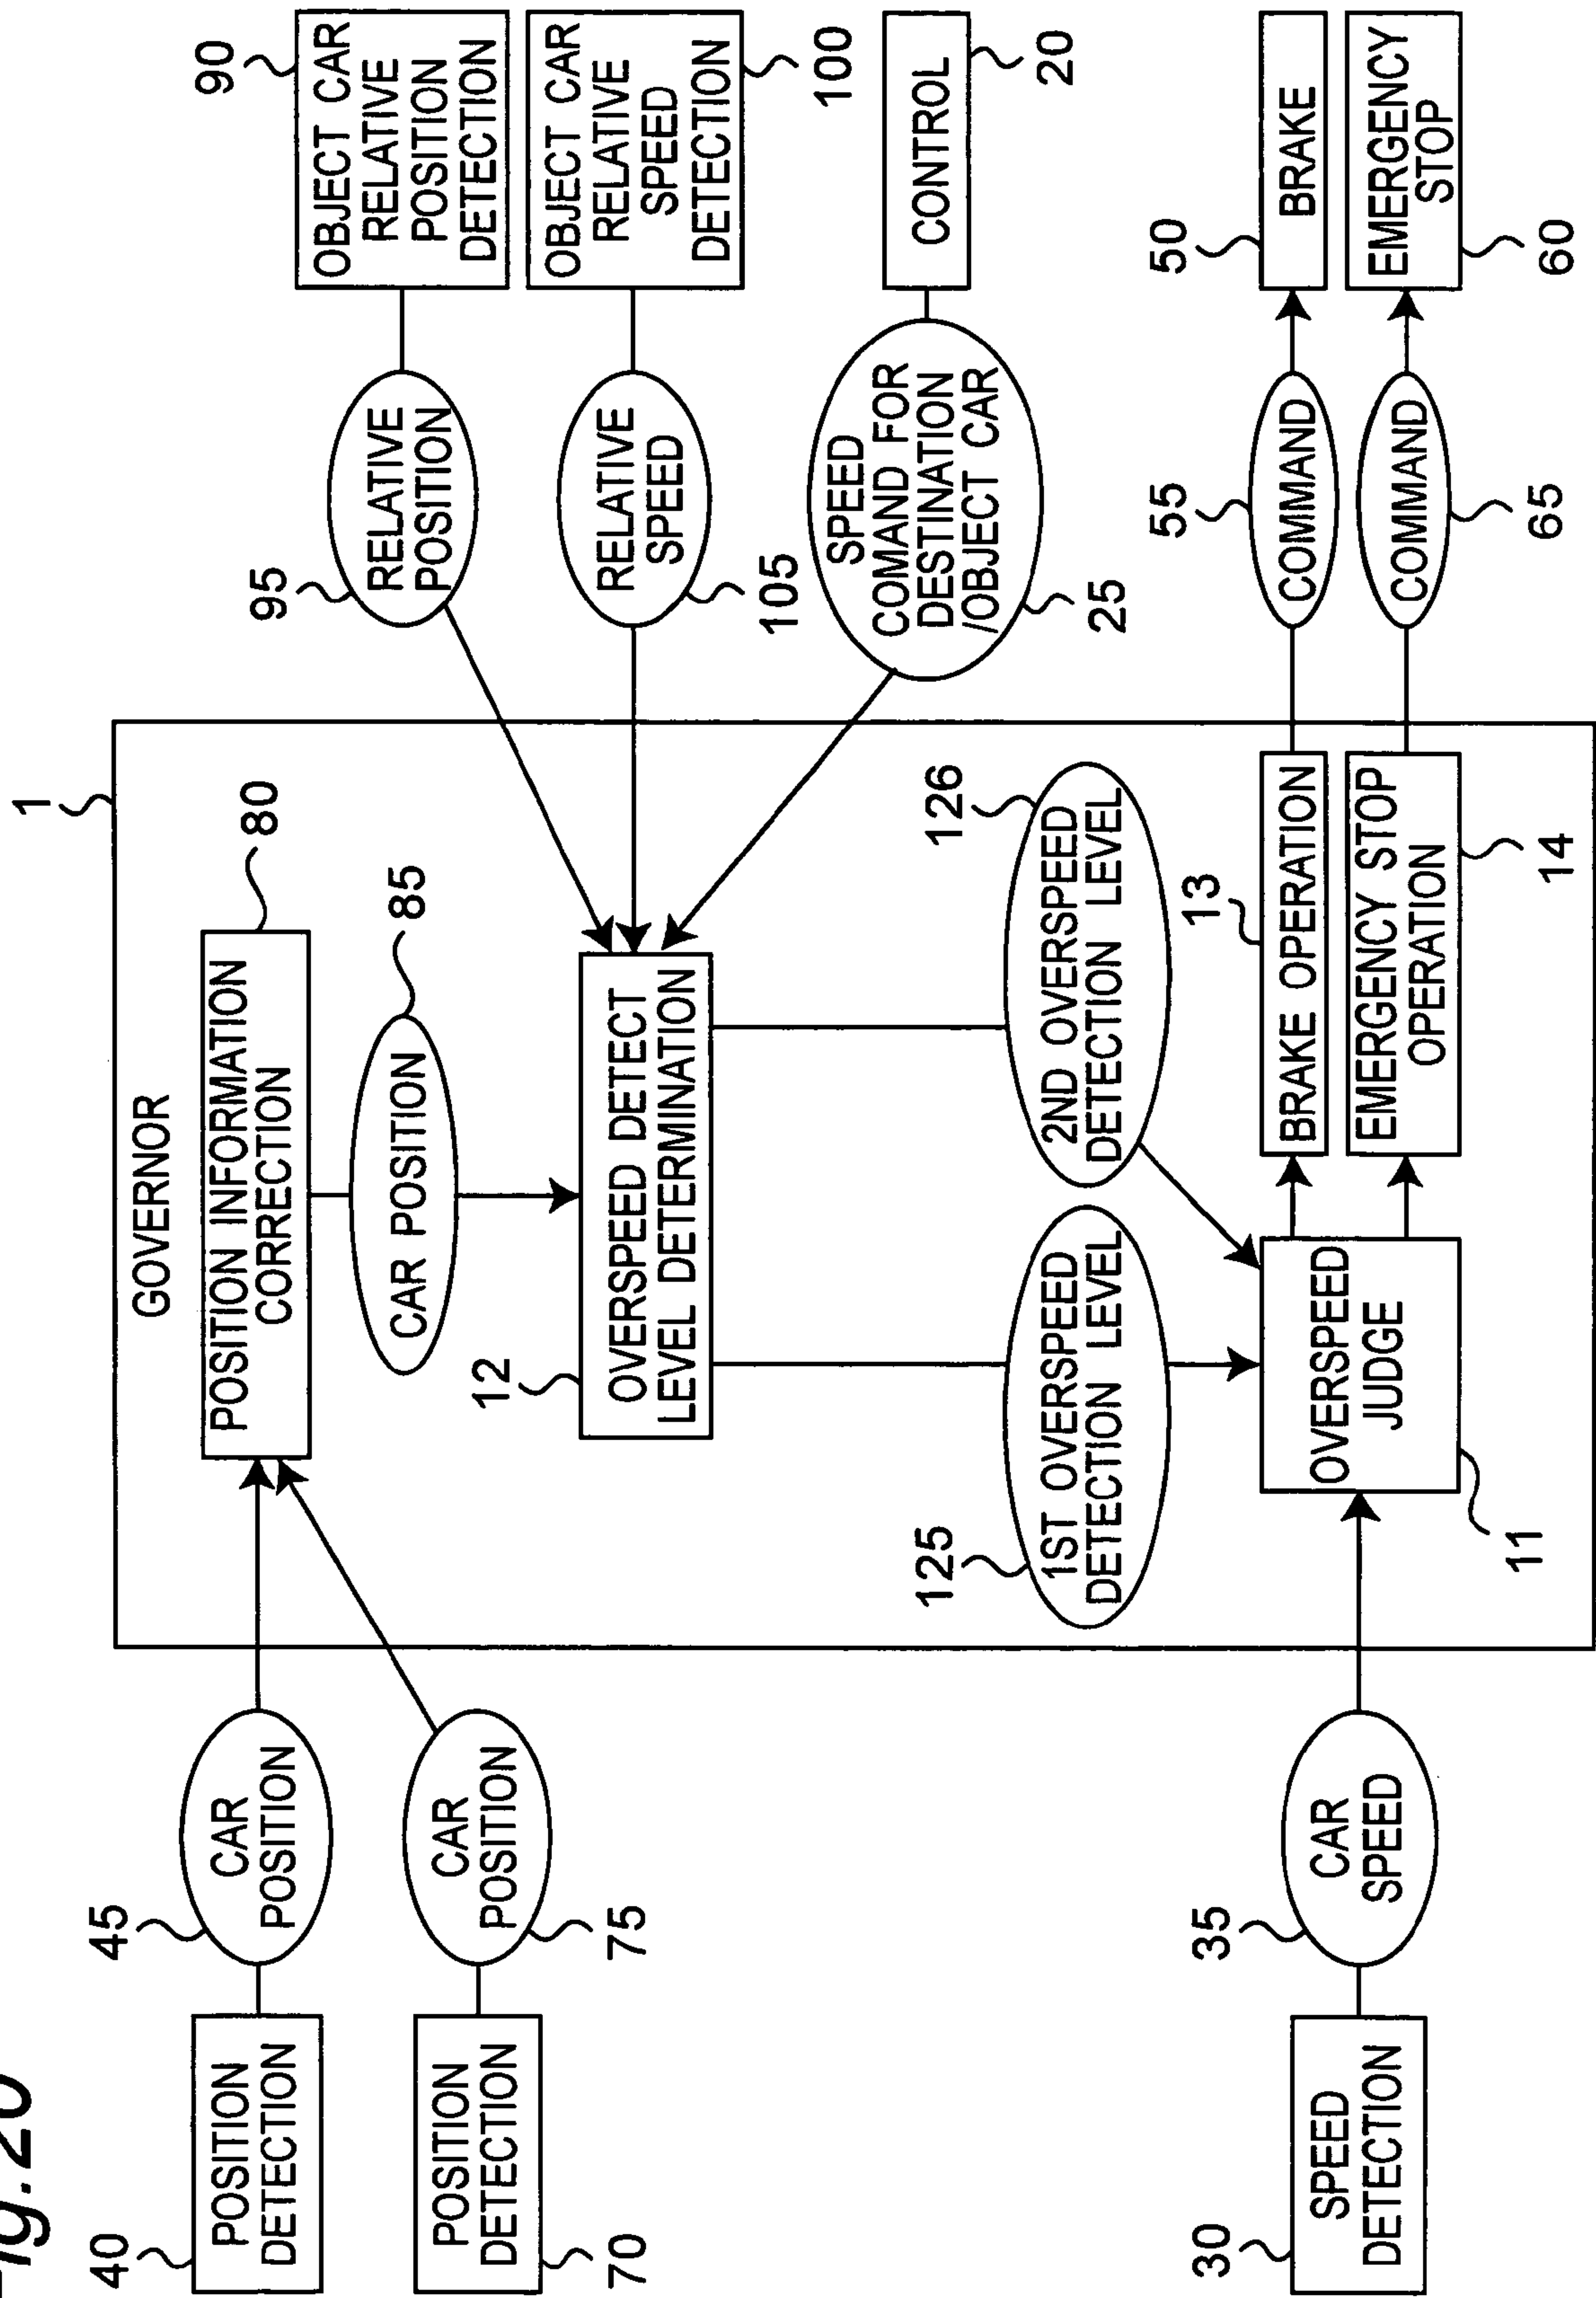 Fig.20
1
GOVERNOR
40
POSITION
DETECTION
45
CAR
POSITION
70
POSITION
DETECTION
75
CAR
POSITION
30
SPEED
DETECTION
35
CAR
SPEED
POSITION INFORMATION
CORRECTION
80
CAR POSITION
85
12
OVERSPEED DETECT
LEVEL DETERMINATION
125
1ST OVERSPEED
DETECTION LEVEL
126
2ND OVERSPEED
DETECTION LEVEL
OVERSPEED
JUDGE
11
13
BRAKE OPERATION
EMERGENCY STOP
OPERATION
14
95
RELATIVE
POSITION
90
OBJECT CAR
RELATIVE
POSITION
DETECTION
RELATIVE
SPEED
105
OBJECT CAR
RELATIVE
SPEED
DETECTION
100
SPEED
COMAND FOR
DESTINATION
/OBJECT CAR
25
CONTROL
20
55
COMMAND
50
BRAKE
COMMAND
65
EMERGENCY
STOP
60